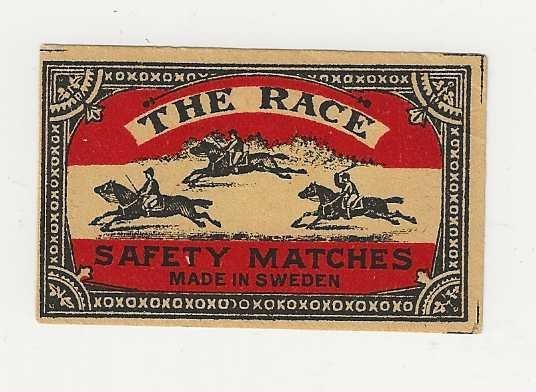 THE RACE
SAFETY MATCHES
MADE IN SWEDEN